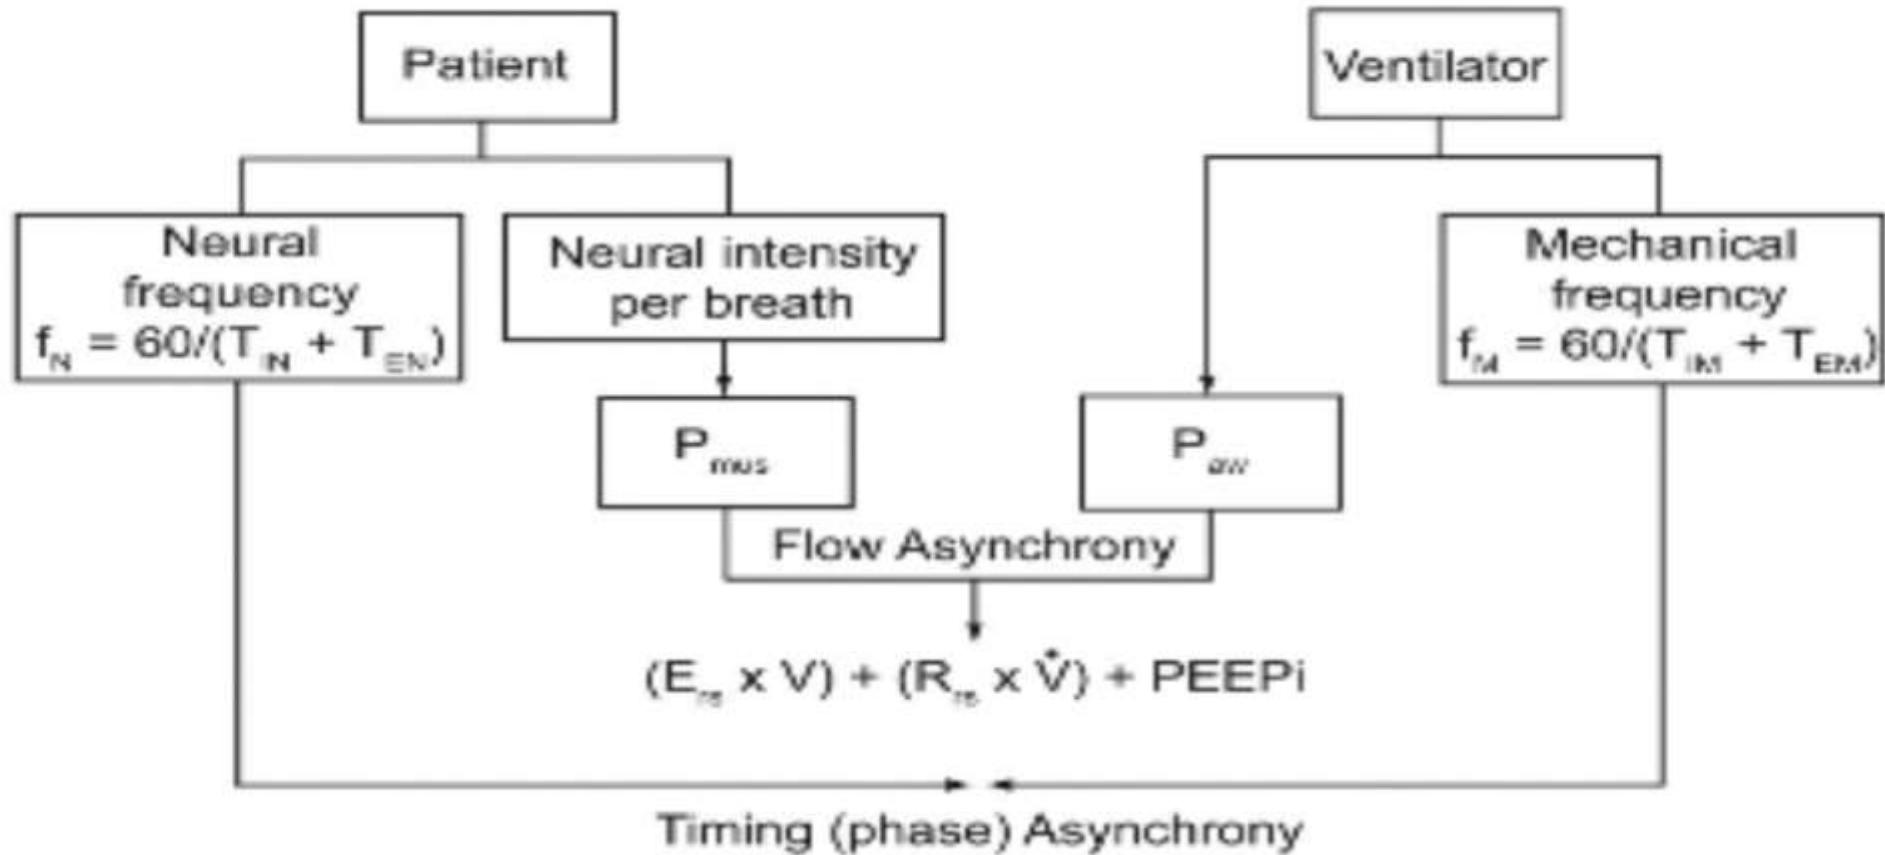 Patient
Ventilator
Neural
frequency
f_N = 60/(T_IN + T_EN)
Neural intensity
per breath
Mechanical
frequency
f_M = 60/(T_IM + T_EM)
P_mus
P_aw
Flow Asynchrony
(E_rs x V) + (R_rs x V̇) + PEEPi
Timing (phase) Asynchrony